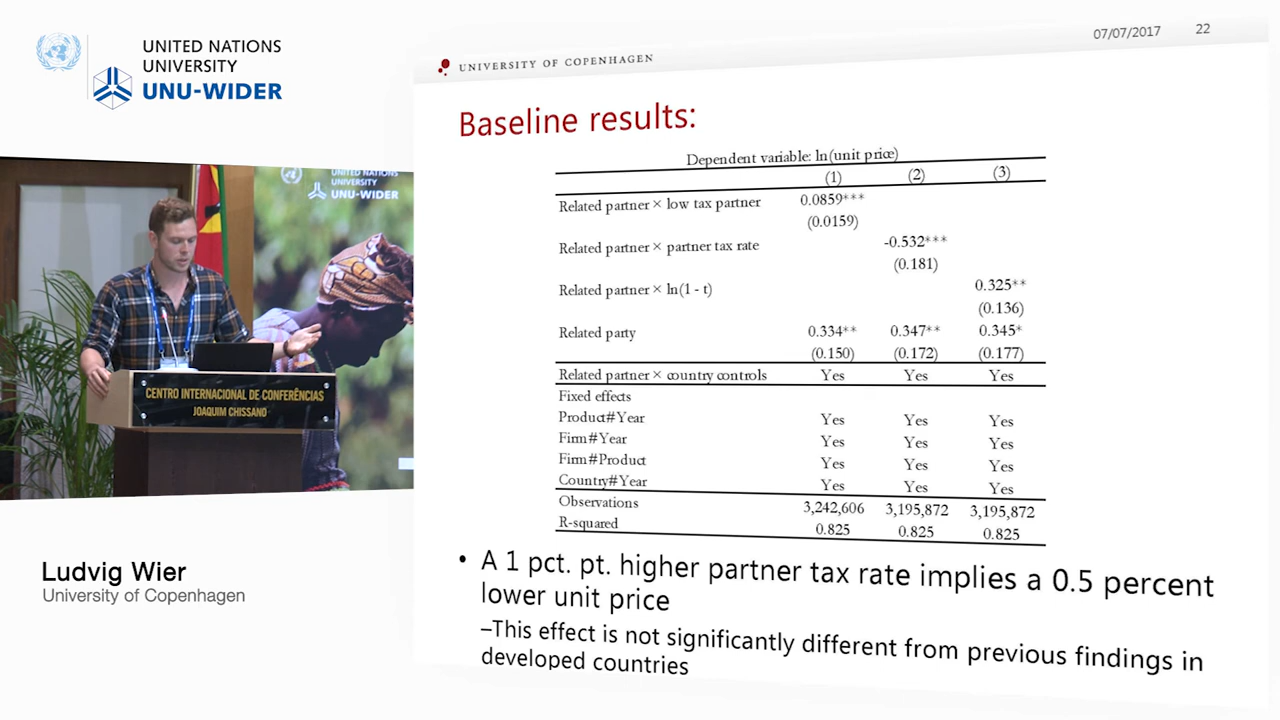 UNITED NATIONS
UNIVERSITY
UNU-WIDER
UNITED NATIONS
UNIVERSITY
UNU-WIDER
CENTRO INTERNACIONAL DE CONFERÊNCIAS
JOAQUIM CHISSANO
Ludvig Wier
University of Copenhagen
07/07/2017 22
UNIVERSITY OF COPENHAGEN
Baseline results:
Dependent variable: ln(unit price)
(1) (2) (3)
Related partner × low tax partner 0.0859***
(0.0159)
Related partner × partner tax rate -0.532***
(0.181)
Related partner × ln(1 - t) 0.325**
(0.136)
Related party 0.334** 0.347** 0.345*
(0.150) (0.172) (0.177)
Related partner × country controls Yes Yes Yes
Fixed effects
Product#Year Yes Yes Yes
Firm#Year Yes Yes Yes
Firm#Product Yes Yes Yes
Country#Year Yes Yes Yes
Observations 3,242,606 3,195,872 3,195,872
R-squared 0.825 0.825 0.825
• A 1 pct. pt. higher partner tax rate implies a 0.5 percent
lower unit price
–This effect is not significantly different from previous findings in
developed countries